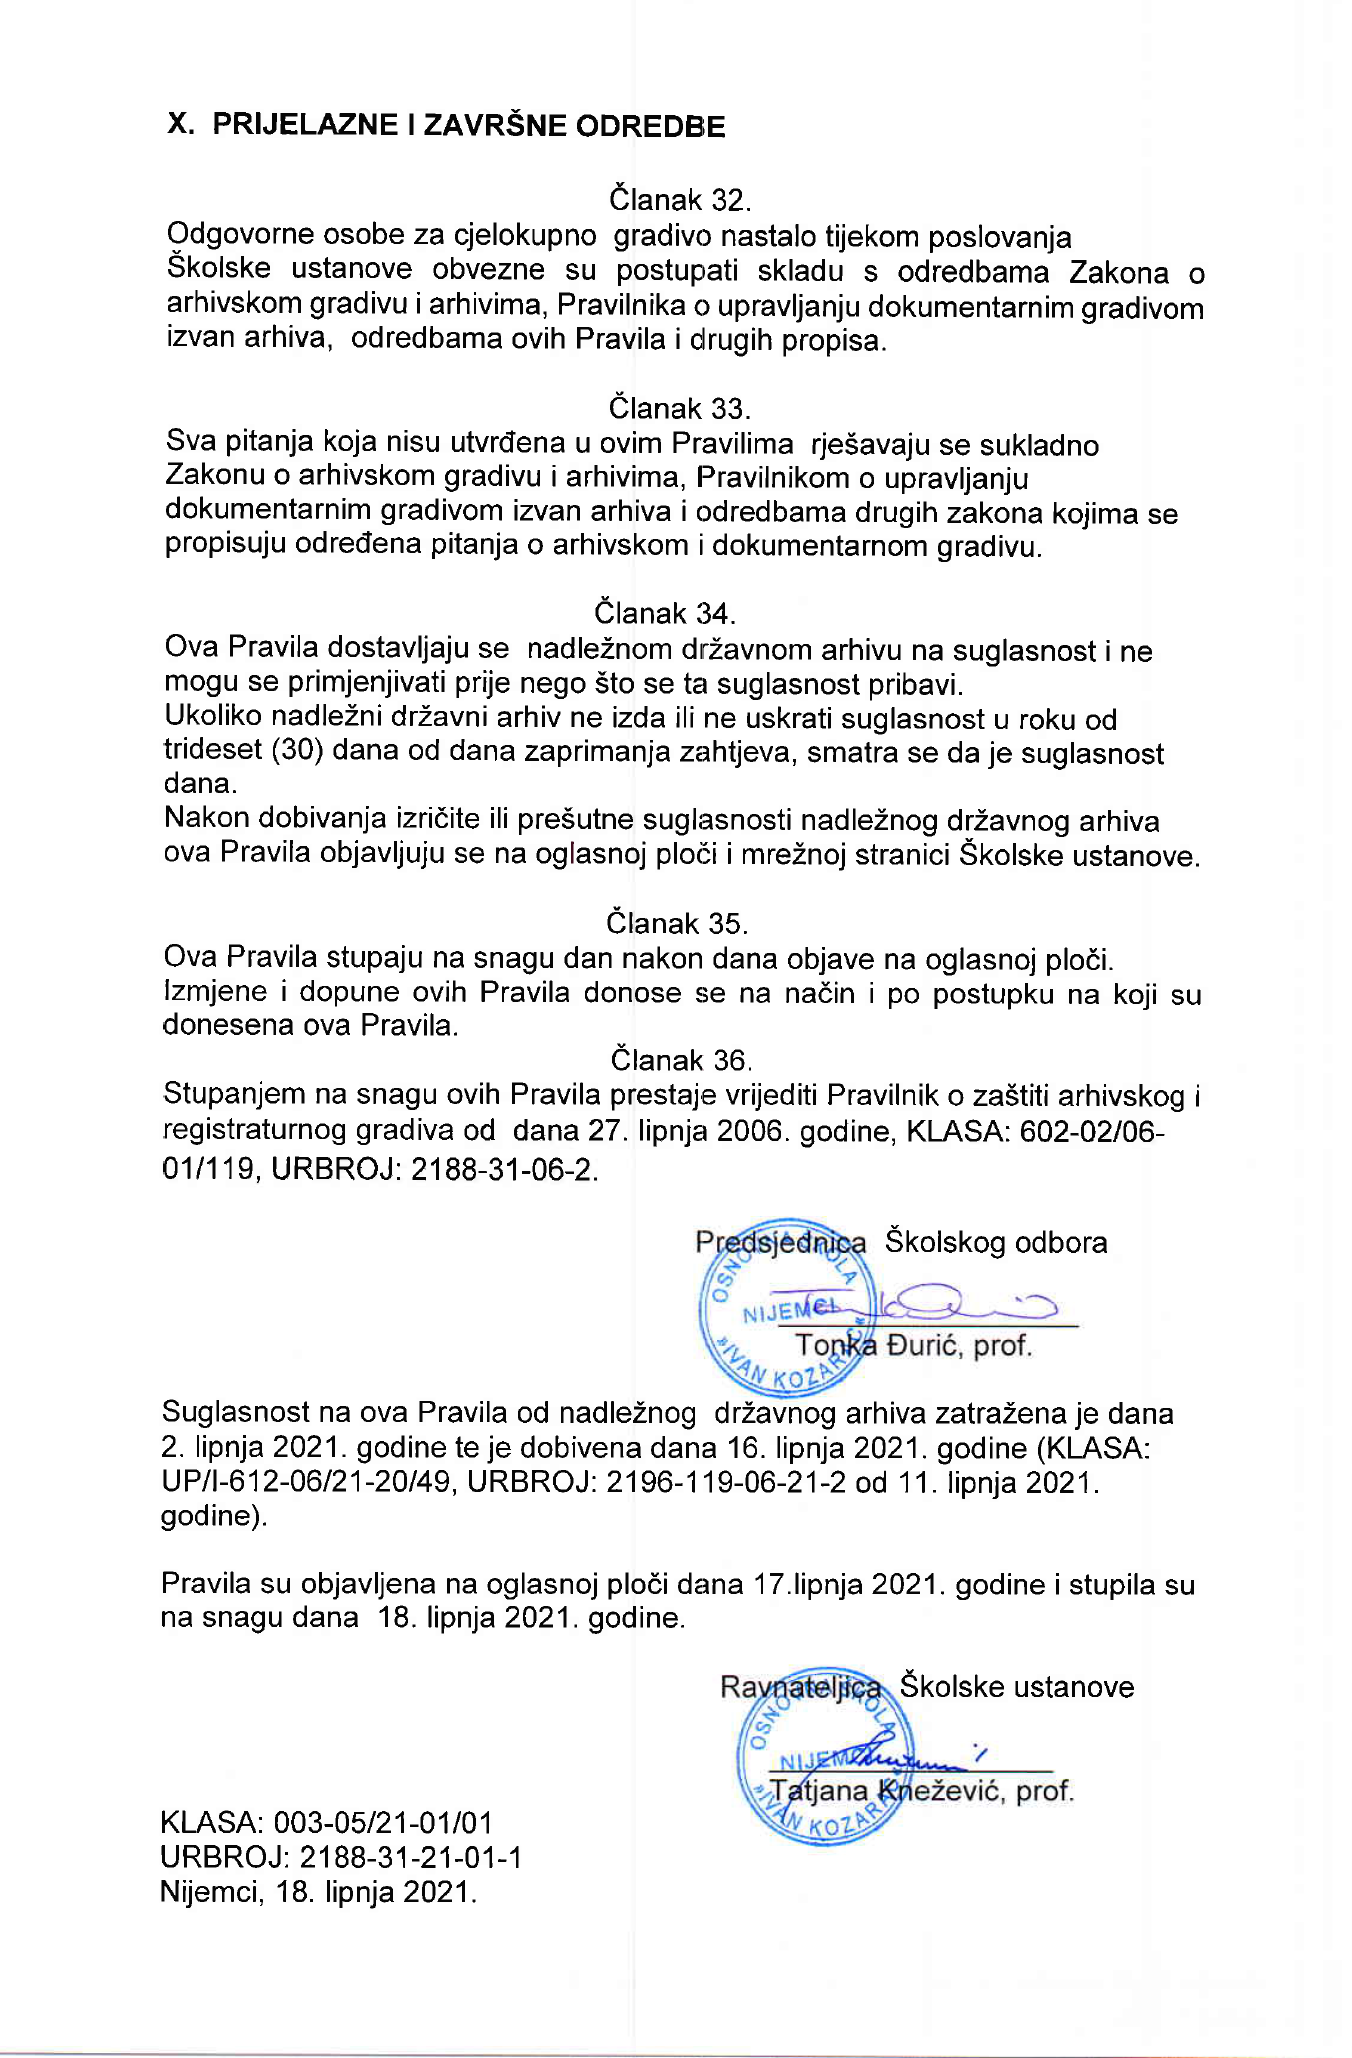 X. PRIJELAZNE I ZAVRŠNE ODREDBE
Članak 32.
Odgovorne osobe za cjelokupno gradivo nastalo tijekom poslovanja
Školske ustanove obvezne su postupati skladu s odredbama Zakona o
arhivskom gradivu i arhivima, Pravilnika o upravljanju dokumentarnim gradivom
izvan arhiva, odredbama ovih Pravila i drugih propisa.
Članak 33.
Sva pitanja koja nisu utvrđena u ovim Pravilima rješavaju se sukladno
Zakonu o arhivskom gradivu i arhivima, Pravilnikom o upravljanju
dokumentarnim gradivom izvan arhiva i odredbama drugih zakona kojima se
propisuju određena pitanja o arhivskom i dokumentarnom gradivu.
Članak 34.
Ova Pravila dostavljaju se nadležnom državnom arhivu na suglasnost i ne
mogu se primjenjivati prije nego što se ta suglasnost pribavi.
Ukoliko nadležni državni arhiv ne izda ili ne uskrati suglasnost u roku od
trideset (30) dana od dana zaprimanja zahtjeva, smatra se da je suglasnost
dana.
Nakon dobivanja izričite ili prešutne suglasnosti nadležnog državnog arhiva
ova Pravila objavljuju se na oglasnoj ploči i mrežnoj stranici Školske ustanove.
Članak 35.
Ova Pravila stupaju na snagu dan nakon dana objave na oglasnoj ploči.
Izmjene i dopune ovih Pravila donose se na način i po postupku na koji su
donesena ova Pravila.
Članak 36.
Stupanjem na snagu ovih Pravila prestaje vrijediti Pravilnik o zaštiti arhivskog i
registraturnog gradiva od dana 27. lipnja 2006. godine, KLASA: 602-02/06-
01/119, URBROJ: 2188-31-06-2.
Predsjednica Školskog odbora
OSNOVNA ŠKOLA
NIJEMCI
»IVAN KOZARAC«
Tonka Đurić, prof.
Suglasnost na ova Pravila od nadležnog državnog arhiva zatražena je dana
2. lipnja 2021. godine te je dobivena dana 16. lipnja 2021. godine (KLASA:
UP/I-612-06/21-20/49, URBROJ: 2196-119-06-21-2 od 11. lipnja 2021.
godine).
Pravila su objavljena na oglasnoj ploči dana 17.lipnja 2021. godine i stupila su
na snagu dana 18. lipnja 2021. godine.
Ravnateljica Školske ustanove
OSNOVNA ŠKOLA
NIJEMCI
»IVAN KOZARAC«
Tatjana Knežević, prof.
KLASA: 003-05/21-01/01
URBROJ: 2188-31-21-01-1
Nijemci, 18. lipnja 2021.